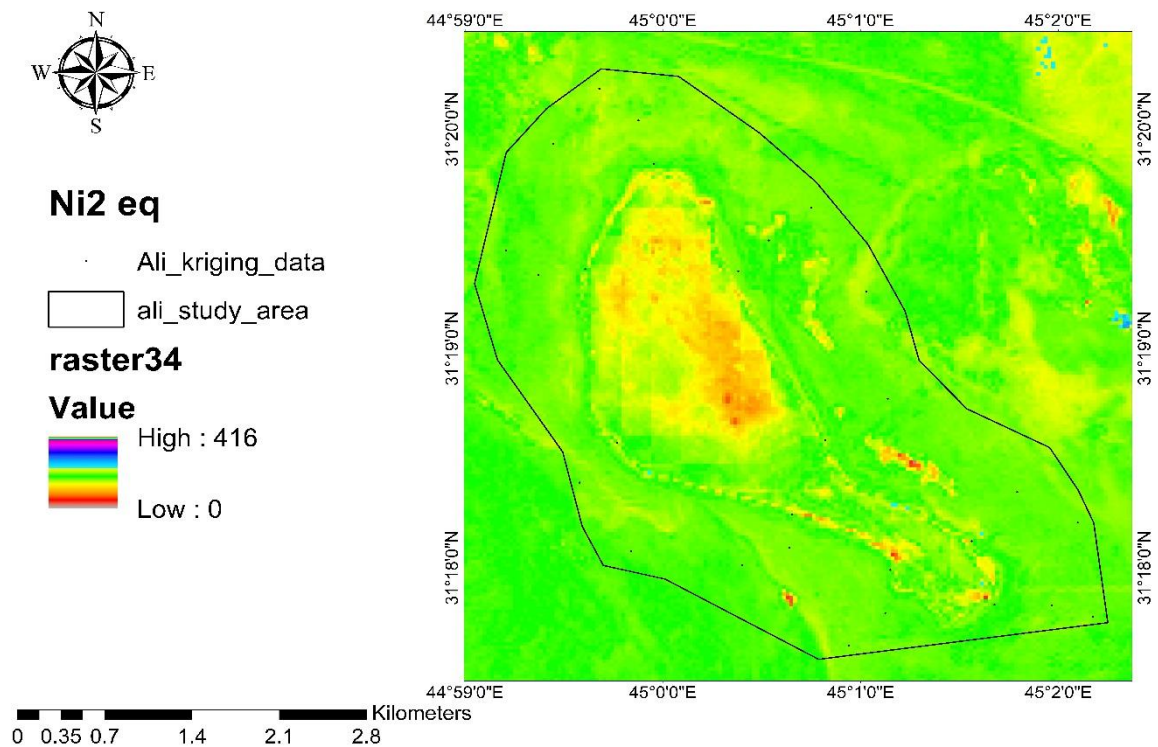 N
W E
S
Ni2 eq
Ali_kriging_data
ali_study_area
raster34
Value
High : 416
Low : 0
Kilometers
0 0.35 0.7 1.4 2.1 2.8
44°59'0"E 45°0'0"E 45°1'0"E 45°2'0"E
31°20'0"N 31°20'0"N
31°19'0"N 31°19'0"N
31°18'0"N 31°18'0"N
44°59'0"E 45°0'0"E 45°1'0"E 45°2'0"E